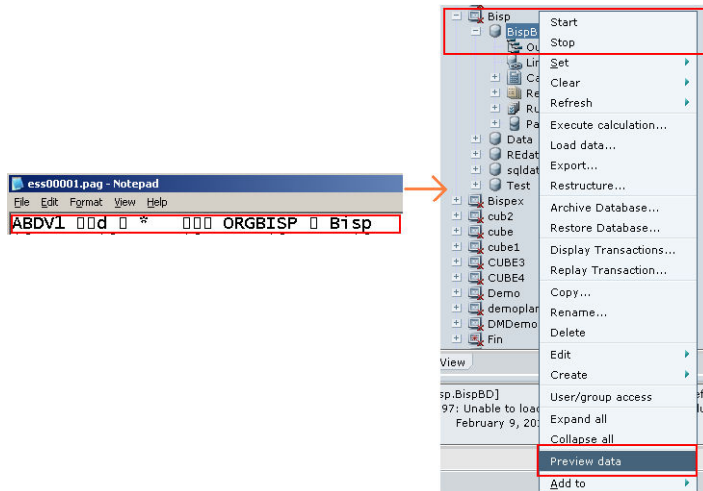 ess00001.pag - Notepad
File Edit Format View Help
ABDV1 d * ORGBISP Bisp
Bisp
BispB
Ou
Lin
Ca
Re
Ru
Pa
Data
REdat
sqldat
Test
Bispex
cub2
cube
cube1
CUBE3
CUBE4
Demo
demoplan
DMDemo
Fin
View
sp.BispBD]
97: Unable to load
February 9, 20
Start
Stop
Set
Clear
Refresh
Execute calculation...
Load data...
Export...
Restructure...
Archive Database...
Restore Database...
Display Transactions...
Replay Transaction...
Copy...
Rename...
Delete
Edit
Create
User/group access
Expand all
Collapse all
Preview data
Add to